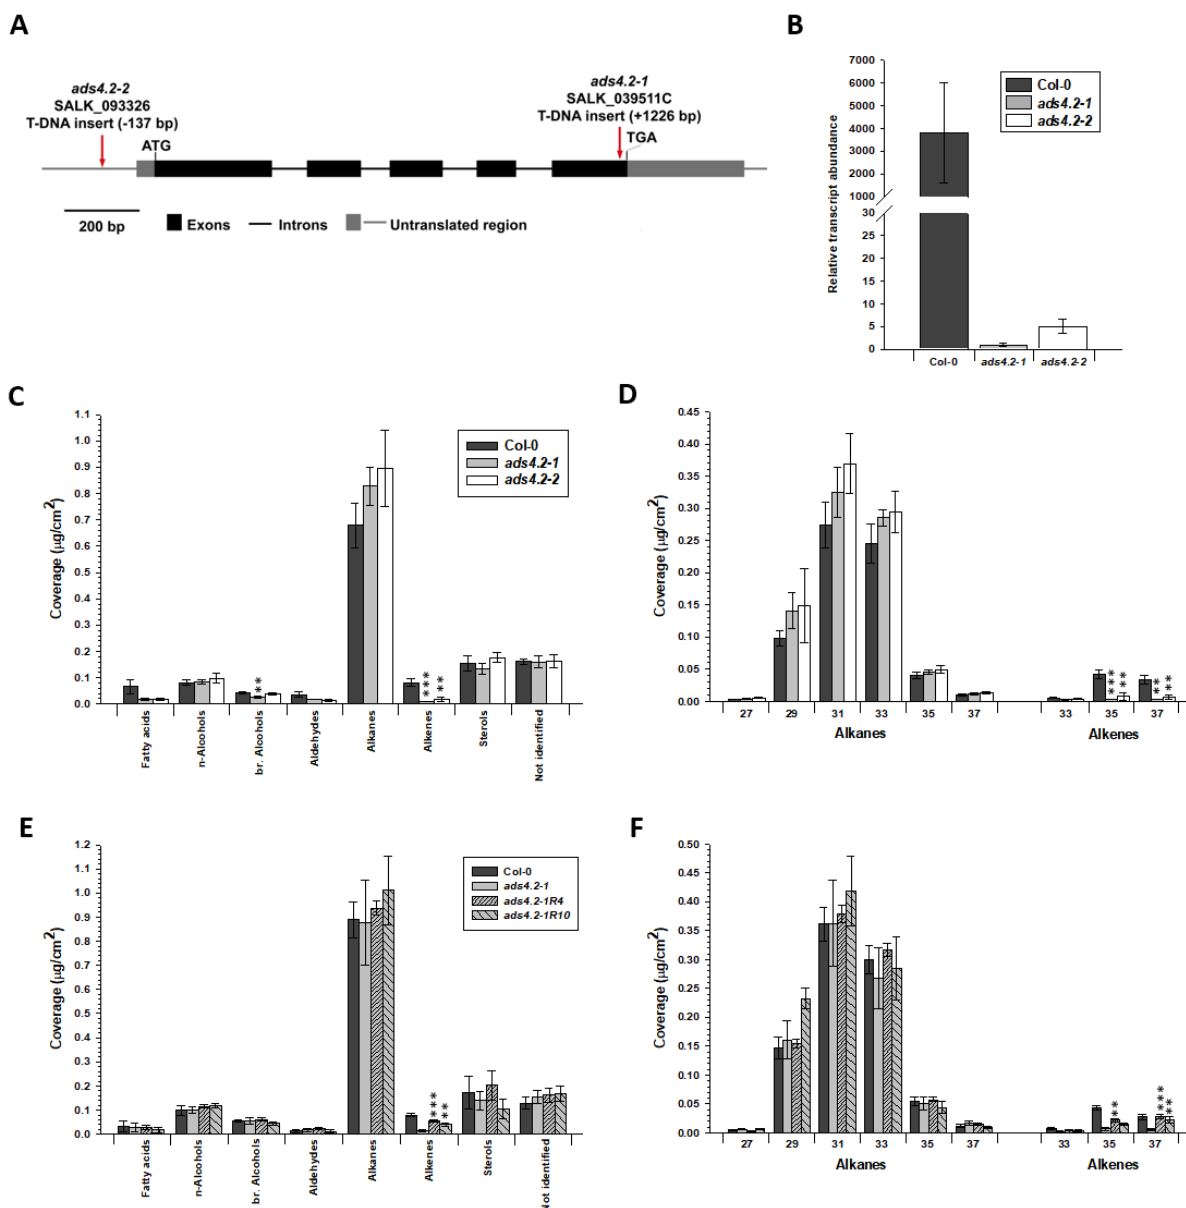 A
ads4.2-2
SALK_093326
T-DNA insert (-137 bp)
ATG
ads4.2-1
SALK_039511C
T-DNA insert (+1226 bp)
TGA
200 bp
Exons
Introns
Untranslated region
B
Relative transcript abundance
7000
6000
5000
4000
3000
2000
1000
30
25
20
15
10
5
0
Col-0
ads4.2-1
ads4.2-2
Col-0
ads4.2-1
ads4.2-2
C
Coverage (µg/cm2)
1.1
1.0
0.9
0.8
0.7
0.6
0.5
0.4
0.3
0.2
0.1
0.0
Col-0
ads4.2-1
ads4.2-2
**
***
**
Fatty acids
n-Alcohols
br. Alcohols
Aldehydes
Alkanes
Alkenes
Sterols
Not identified
D
Coverage (µg/cm2)
0.45
0.40
0.35
0.30
0.25
0.20
0.15
0.10
0.05
0.00
***
***
**
**
27 29 31 33 35 37 33 35 37
Alkanes Alkenes
E
Coverage (µg/cm2)
1.2
1.1
1.0
0.9
0.8
0.7
0.6
0.5
0.4
0.3
0.2
0.1
0.0
Col-0
ads4.2-1
ads4.2-1R4
ads4.2-1R10
***
**
Fatty acids
n-Alcohols
br. Alcohols
Aldehydes
Alkanes
Alkenes
Sterols
Not identified
F
Coverage (µg/cm2)
0.50
0.45
0.40
0.35
0.30
0.25
0.20
0.15
0.10
0.05
0.00
**
***
**
27 29 31 33 35 37 33 35 37
Alkanes Alkenes